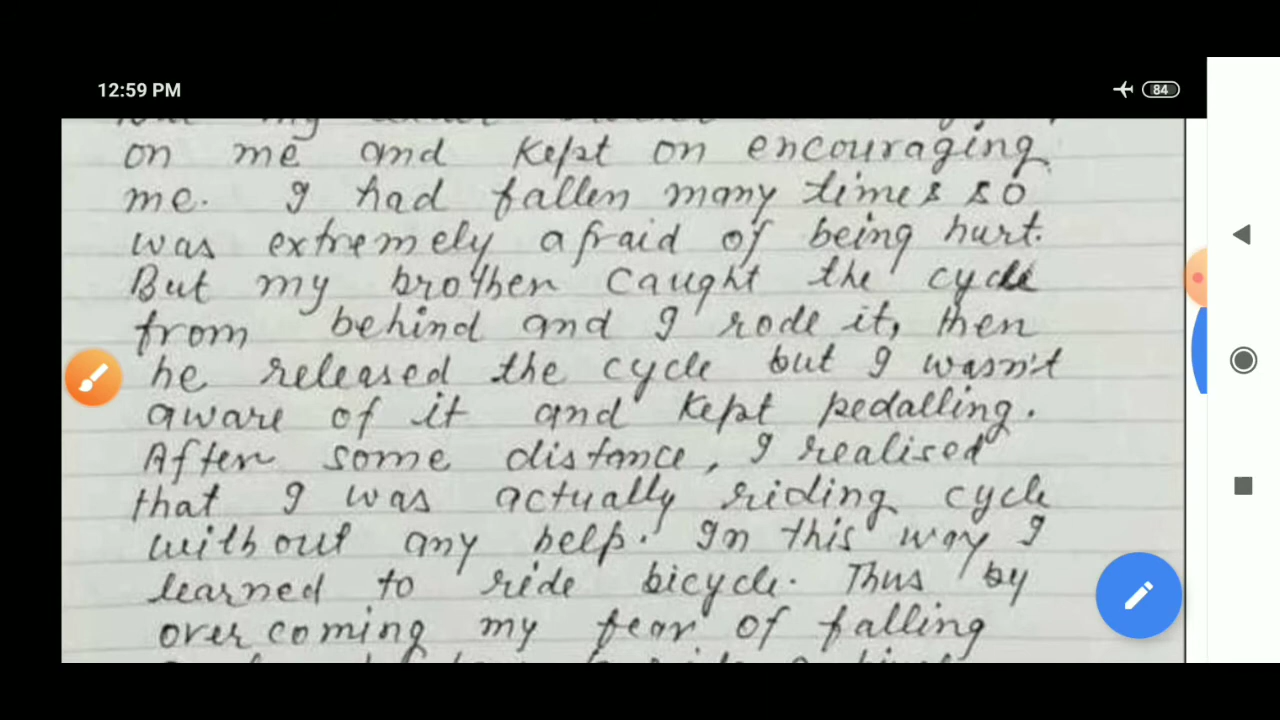 12:59 PM
84
my
on me and kept on encouraging
me. I had fallen many times so
was extremely afraid of being hurt.
But my brother caught the cycle
from behind and I rode it, then
he released the cycle but I wasn't
aware of it and kept pedalling.
After some distance, I realised
that I was actually riding cycle
without any help. In this way I
learned to ride bicycle. Thus by
overcoming my fear of falling